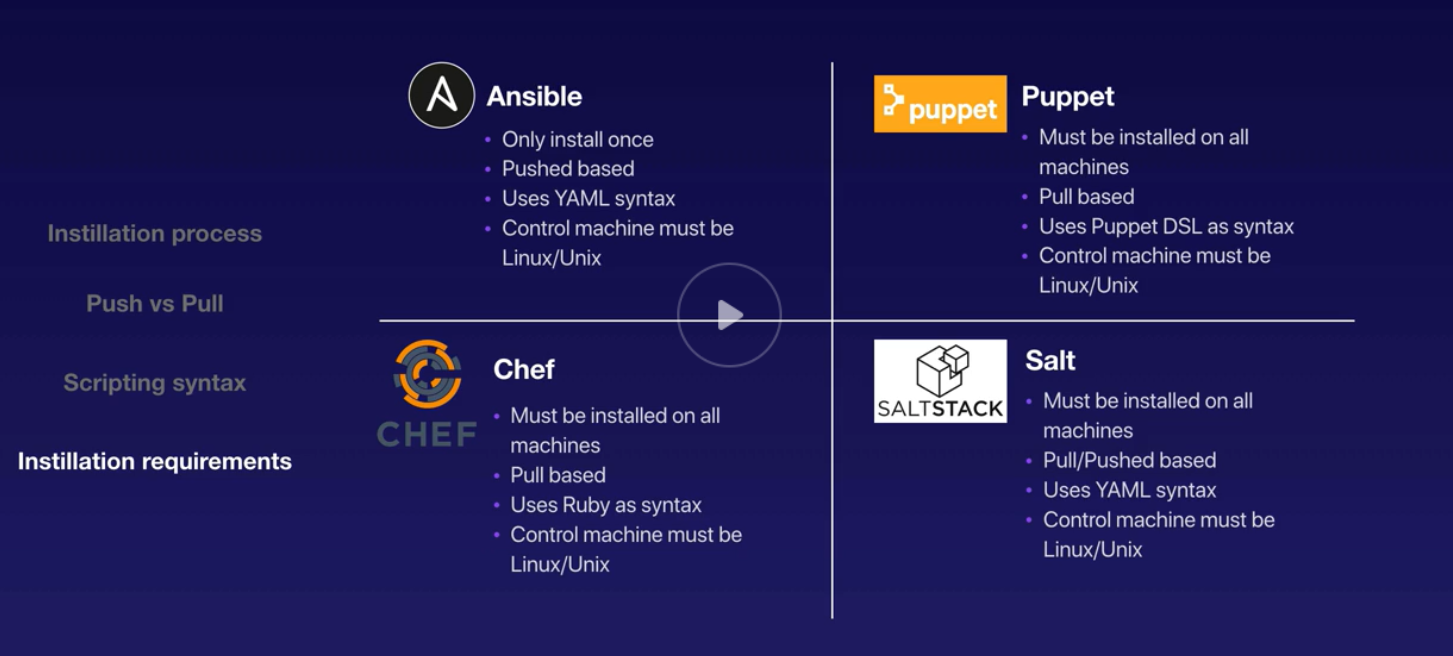 Instillation process
Push vs Pull
Scripting syntax
Instillation requirements
Ansible
• Only install once
• Pushed based
• Uses YAML syntax
• Control machine must be
Linux/Unix
puppet
Puppet
• Must be installed on all
machines
• Pull based
• Uses Puppet DSL as syntax
• Control machine must be
Linux/Unix
CHEF
Chef
• Must be installed on all
machines
• Pull based
• Uses Ruby as syntax
• Control machine must be
Linux/Unix
SALTSTACK
Salt
• Must be installed on all
machines
• Pull/Pushed based
• Uses YAML syntax
• Control machine must be
Linux/Unix